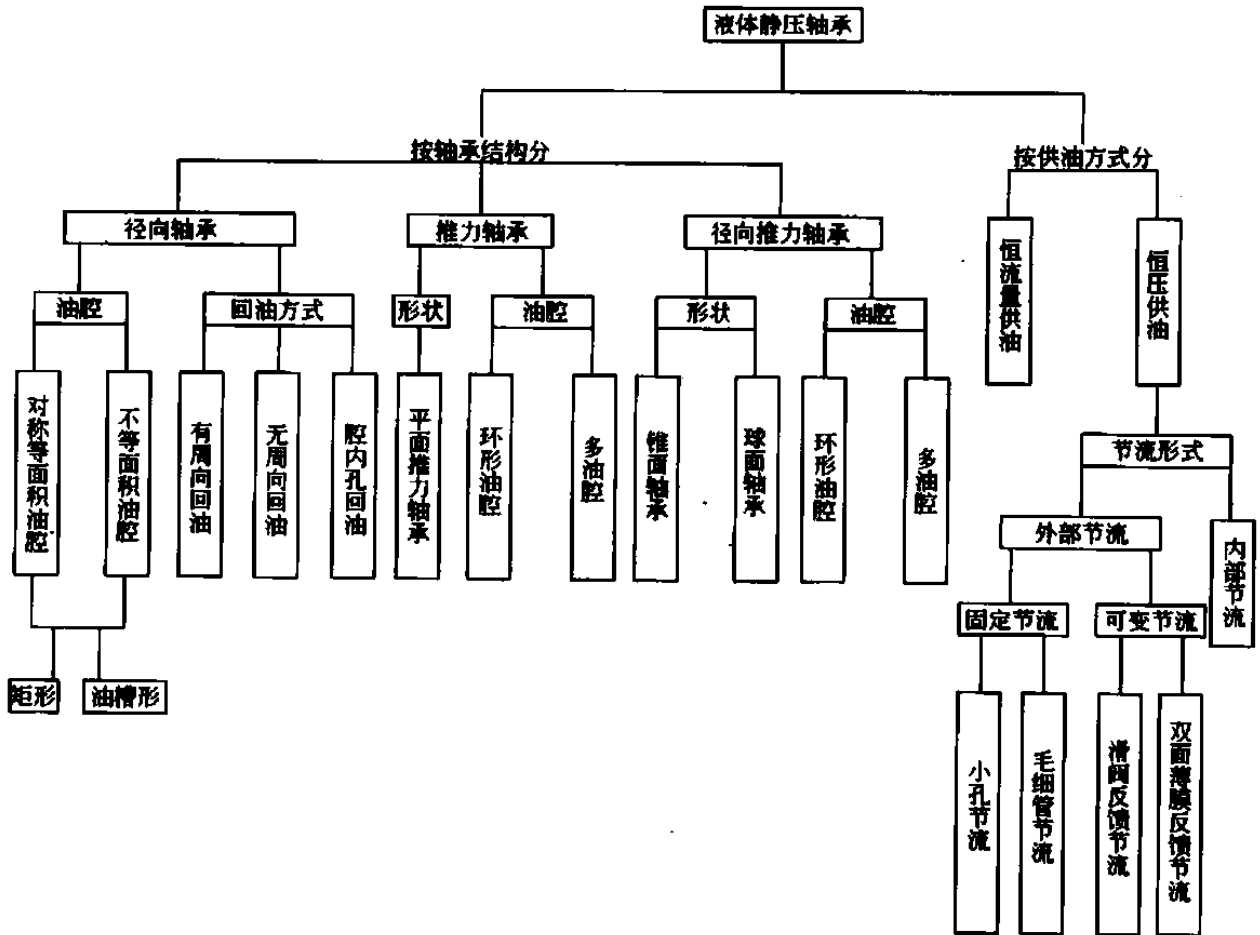 液体静压轴承
按轴承结构分
按供油方式分
径向轴承
推力轴承
径向推力轴承
恒流量供油
恒压供油
油腔
回油方式
形状
油腔
形状
油腔
对称等面积油腔
不等面积油腔
有周向回油
无周向回油
腔内孔回油
平面推力轴承
环形油腔
多油腔
锥面轴承
球面轴承
环形油腔
多油腔
节流形式
外部节流
内部节流
固定节流
可变节流
矩形
油槽形
小孔节流
毛细管节流
滑阀反馈节流
双面薄膜反馈节流